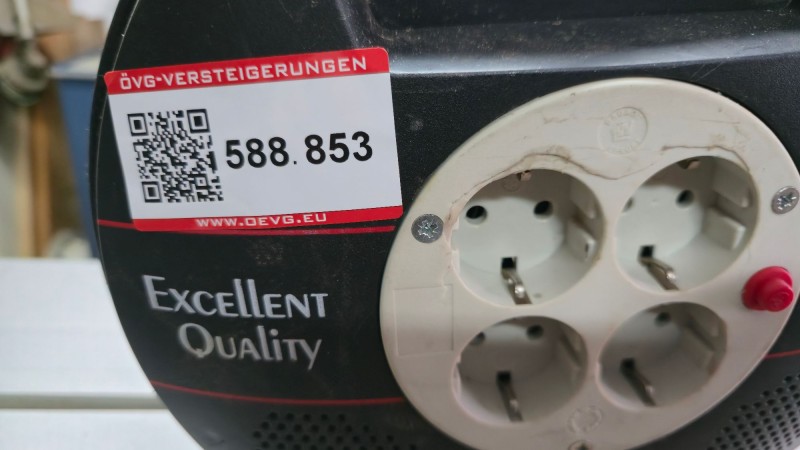 ÖVG-VERSTEIGERUNGEN
588.853
WWW.OEVG.EU
EXCELLENT
QUALITY